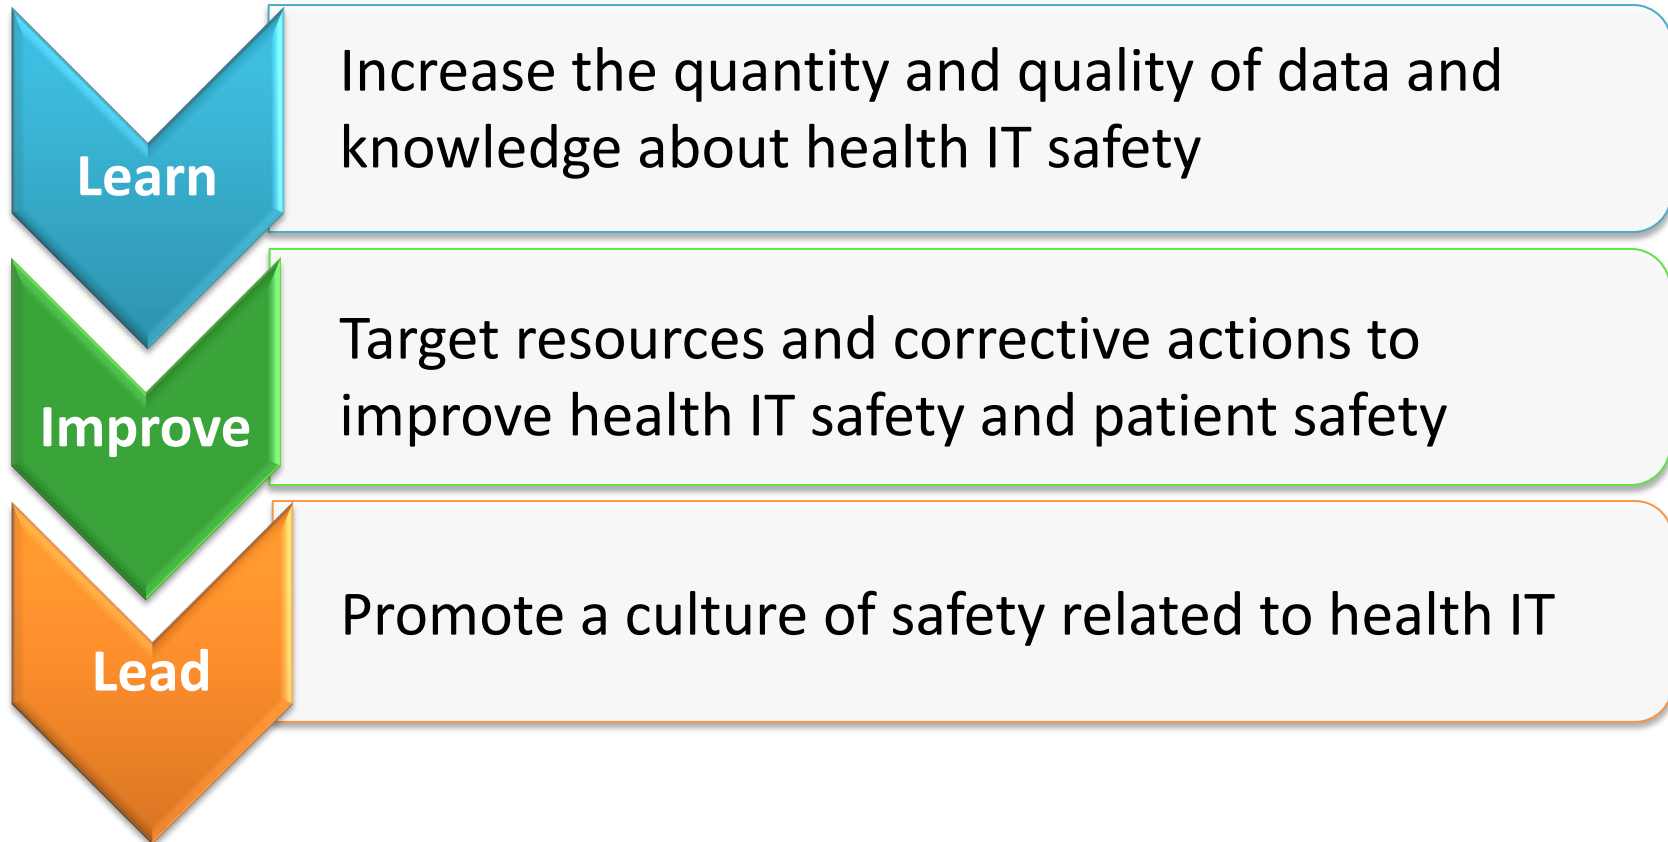 Learn
Increase the quantity and quality of data and
knowledge about health IT safety
Improve
Target resources and corrective actions to
improve health IT safety and patient safety
Lead
Promote a culture of safety related to health IT